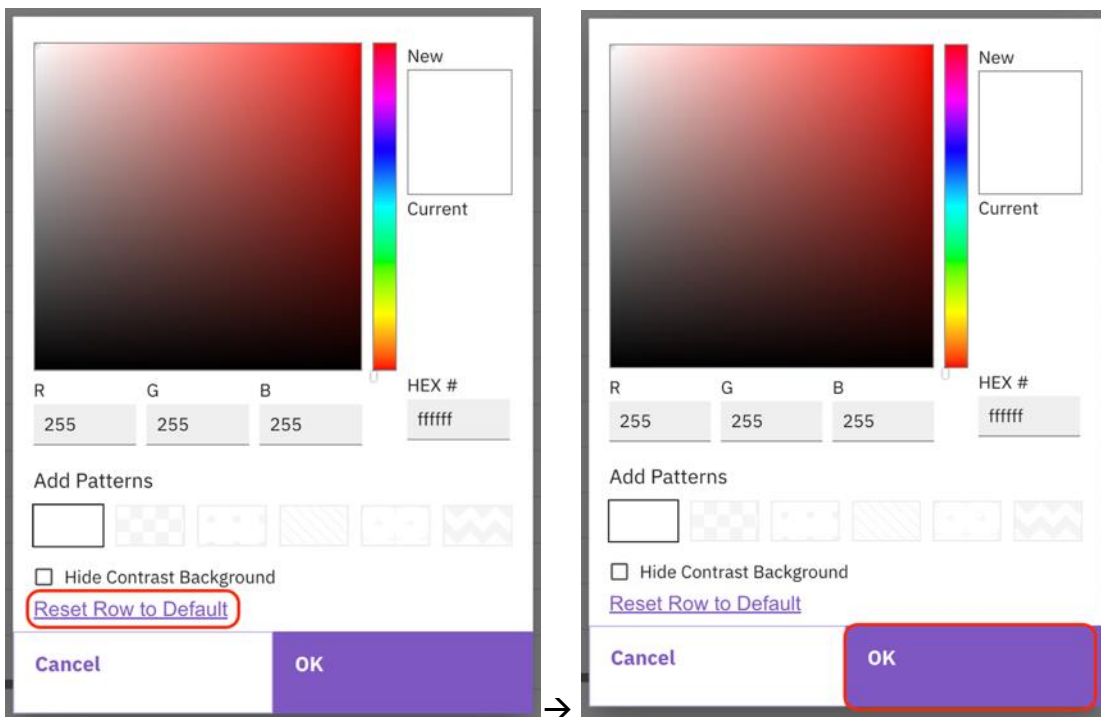 New
Current
R G B HEX #
255 255 255 ffffff
Add Patterns
Hide Contrast Background
Reset Row to Default
Cancel OK
→
New
Current
R G B HEX #
255 255 255 ffffff
Add Patterns
Hide Contrast Background
Reset Row to Default
Cancel OK